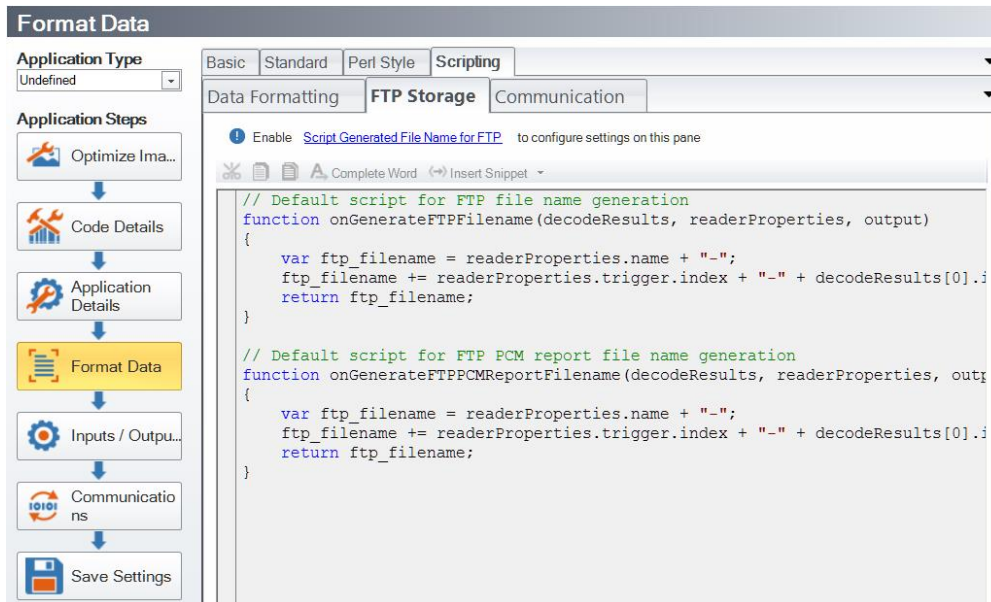 Format Data
Application Type
Undefined
Application Steps
Optimize Ima...
Code Details
Application
Details
Format Data
Inputs / Outpu...
Communicatio
ns
Save Settings
Basic Standard Perl Style Scripting
Data Formatting FTP Storage Communication
Enable Script Generated File Name for FTP to configure settings on this pane
Complete Word Insert Snippet
// Default script for FTP file name generation
function onGenerateFTPFilename(decodeResults, readerProperties, output)
{
var ftp_filename = readerProperties.name + "-";
ftp_filename += readerProperties.trigger.index + "-" + decodeResults[0].i
return ftp_filename;
}
// Default script for FTP PCM report file name generation
function onGenerateFTPPCMReportFilename(decodeResults, readerProperties, outp
{
var ftp_filename = readerProperties.name + "-";
ftp_filename += readerProperties.trigger.index + "-" + decodeResults[0].i
return ftp_filename;
}